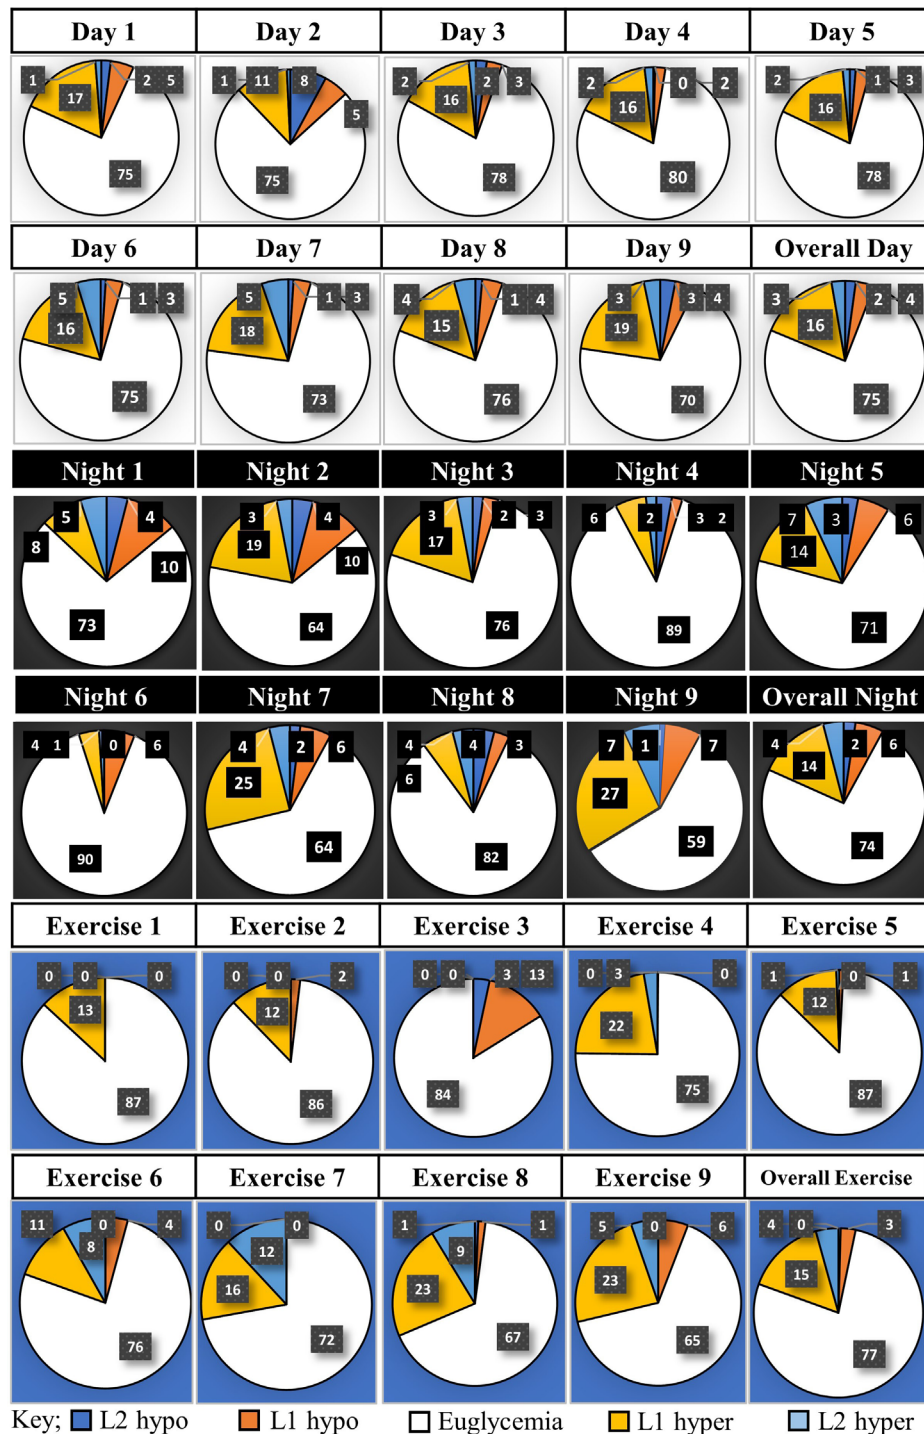 Day 1 Day 2 Day 3 Day 4 Day 5
1 17 2 5 75 1 11 8 5 75 2 16 2 3 78 2 16 0 2 80 2 16 1 3 78
Day 6 Day 7 Day 8 Day 9 Overall Day
5 16 1 3 75 5 18 1 3 73 4 15 1 4 76 3 19 3 4 70 3 16 2 4 75
Night 1 Night 2 Night 3 Night 4 Night 5
5 4 8 10 73 3 4 19 10 64 3 17 2 3 76 6 2 3 2 89 7 3 6 14 71
Night 6 Night 7 Night 8 Night 9 Overall Night
4 1 0 6 90 4 2 6 25 64 4 4 3 6 82 7 1 7 27 59 4 2 6 14 74
Exercise 1 Exercise 2 Exercise 3 Exercise 4 Exercise 5
0 0 0 13 87 0 0 2 12 86 0 0 3 13 84 0 3 0 22 75 1 0 1 12 87
Exercise 6 Exercise 7 Exercise 8 Exercise 9 Overall Exercise
11 0 4 8 76 0 0 12 16 72 1 1 9 23 67 5 0 6 23 65 4 0 3 15 77
Key; L2 hypo L1 hypo Euglycemia L1 hyper L2 hyper